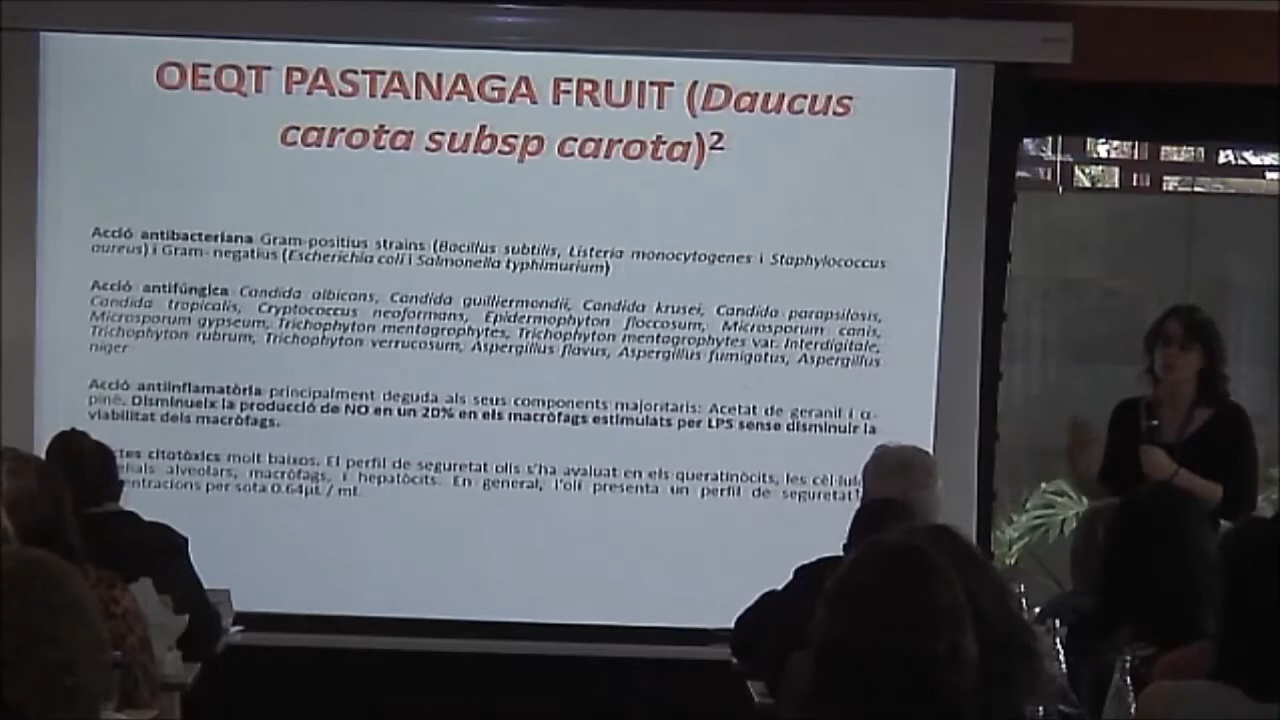 OEQT PASTANAGA FRUIT (Daucus
carota subsp carota)²
Acció antibacteriana Gram-positius strains (Bacillus subtilis, Listeria monocytogenes i Staphylococcus
aureus) i Gram- negatius (Escherichia coli i Salmonella typhimurium)
Acció antifúngica Candida albicans, Candida guilliermondii, Candida krusei, Candida parapsilosis,
Candida tropicalis, Cryptococcus neoformans, Epidermophyton floccosum, Microsporum canis,
Microsporum gypseum, Trichophyton mentagrophytes, Trichophyton mentagrophytes var. Interdigitale,
Trichophyton rubrum, Trichophyton verrucosum, Aspergillus flavus, Aspergillus fumigatus, Aspergillus
niger
Acció antiinflamatòria principalment deguda als seus components majoritaris: Acetat de geranil i α-
pinè. Disminueix la producció de NO en un 20% en els macròfags estimulats per LPS sense disminuir la
viabilitat dels macròfags.
citotòxics molt baixos. El perfil de seguretat olis s'ha avaluat en els queratinòcits, les
alveolars, macròfags, i hepatòcits. En general, l'oli presenta un perfil de seguretat
per sota 0.64µL / mL